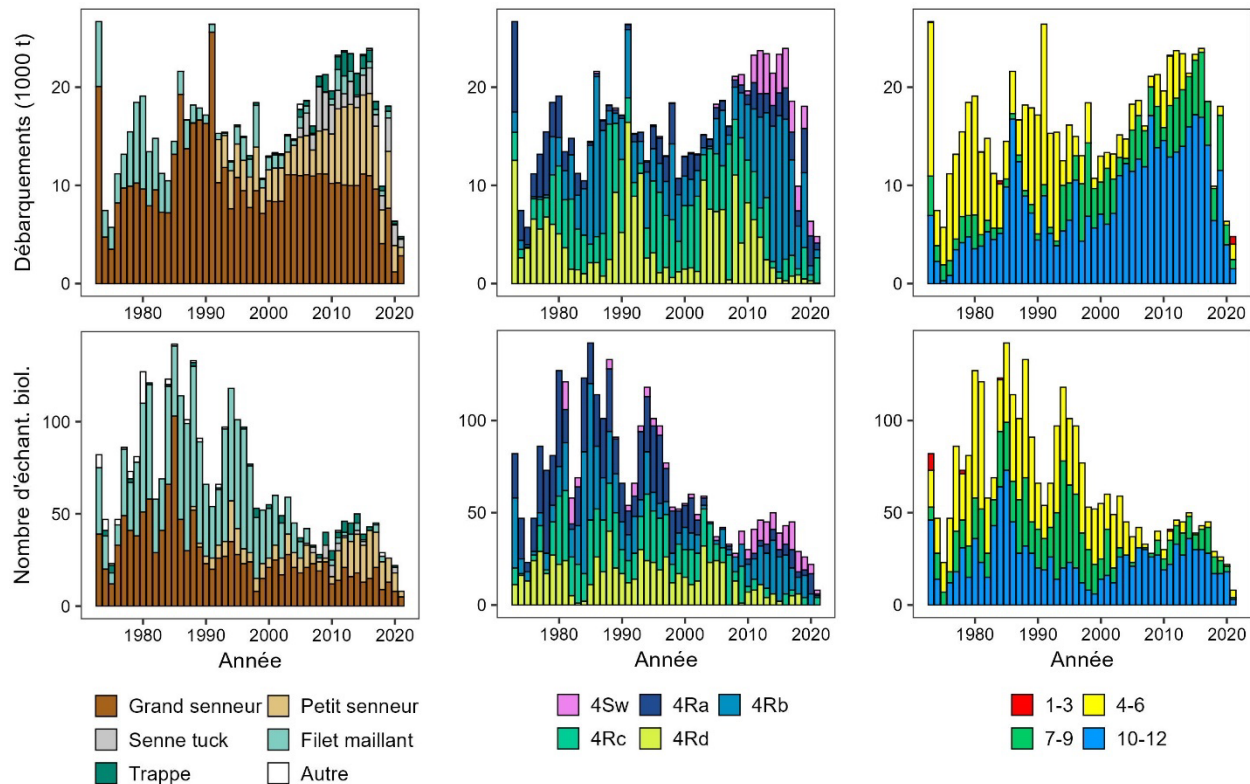 Débarquements (1000 t)
20
10
0
1980 1990 2000 2010 2020
20
10
0
1980 1990 2000 2010 2020
20
10
0
1980 1990 2000 2010 2020
Nombre d'échant. biol.
100
50
0
1980 1990 2000 2010 2020
Année
100
50
0
1980 1990 2000 2010 2020
Année
100
50
0
1980 1990 2000 2010 2020
Année
Grand senneur Petit senneur
Senne tuck Filet maillant
Trappe Autre
4Sw 4Ra 4Rb
4Rc 4Rd
1-3 4-6
7-9 10-12